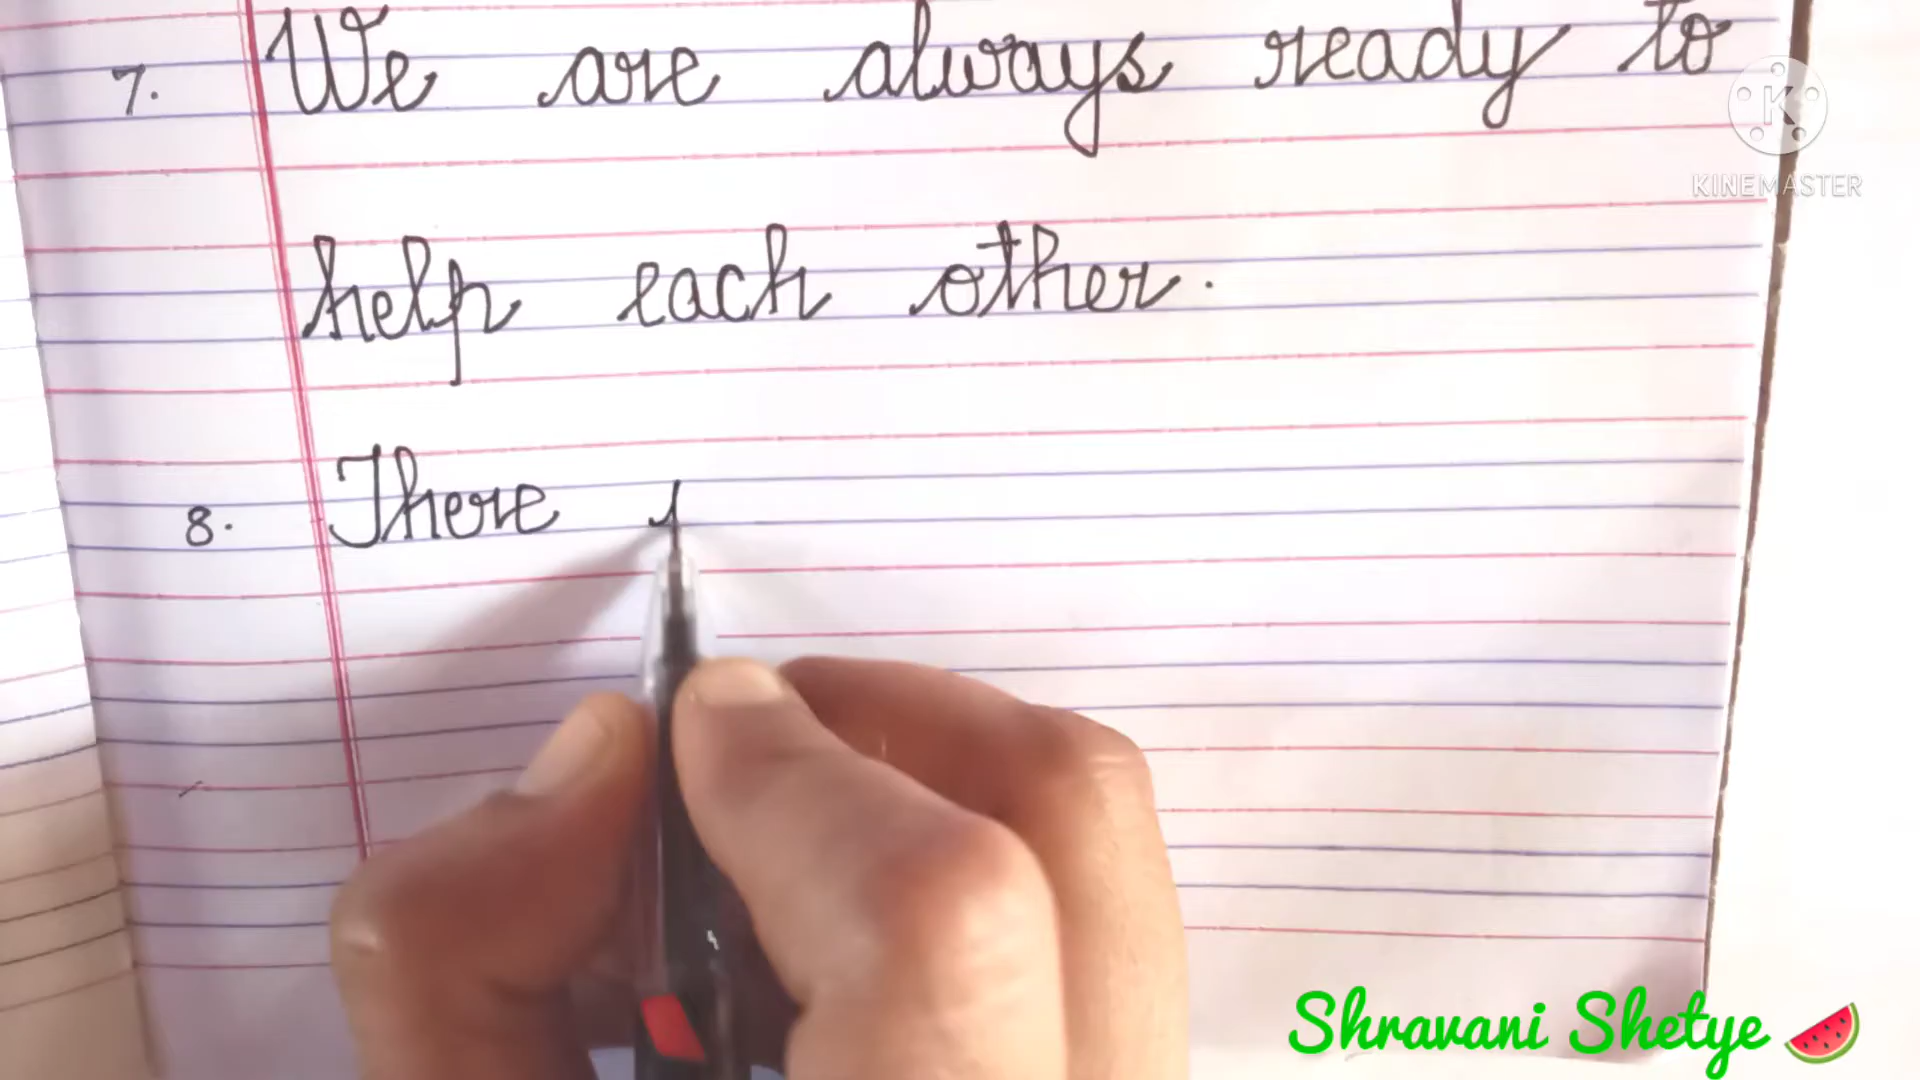 7. We are always ready to
KINEMASTER
help each other.
8. There
Shravani Shetye